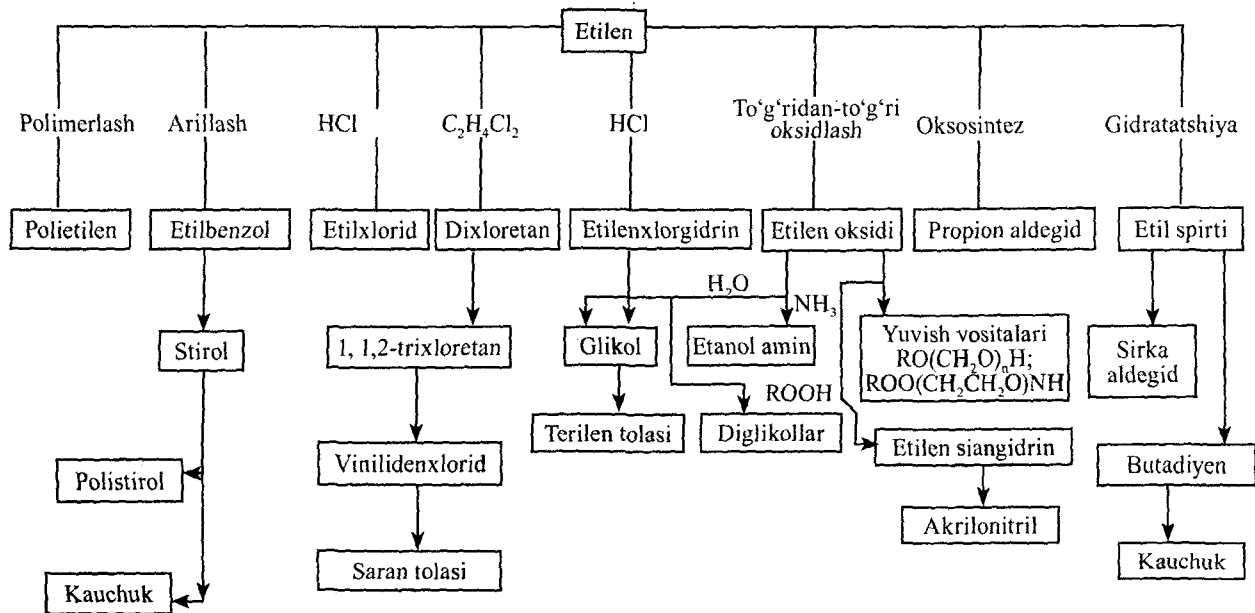 Etilen
Polimerlash
Arillash
HCl
C₂H₄Cl₂
HCl
To‘g‘ridan-to‘g‘ri
oksidlash
Oksosintez
Gidratatshiya
Polietilen
Etilbenzol
Etilxlorid
Dixloretan
Etilenxlorgidrin
Etilen oksidi
Propion aldegid
Etil spirti
H₂O
NH₃
Stirol
1, 1,2-trixloretan
Glikol
Etanol amin
Yuvish vositalari
RO(CH₂O)ₙH;
ROO(CH₂CH₂O)NH
Sirka
aldegid
ROOH
Terilen tolasi
Diglikollar
Etilen siangidrin
Polistirol
Vinilidenxlorid
Butadiyen
Akrilonitril
Kauchuk
Saran tolasi
Kauchuk